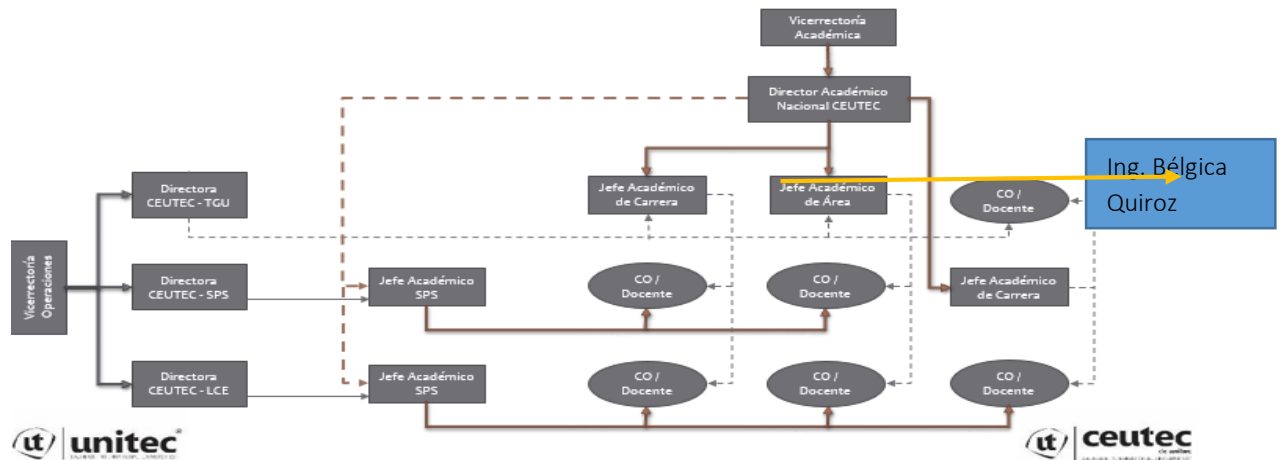 Vicerrectoría
Académica
Director Académico
Nacional CEUTEC
Ing. Bélgica
Quiroz
Directora
CEUTEC - TGU
Jefe Académico
de Carrera
Jefe Académico
de Área
CO /
Docente
Vicerrectoría
Operaciones
Directora
CEUTEC - SPS
Jefe Académico
SPS
CO /
Docente
CO /
Docente
Jefe Académico
de Carrera
Directora
CEUTEC - LCE
Jefe Académico
SPS
CO /
Docente
CO /
Docente
CO /
Docente
unitec
ceutec
de unitec